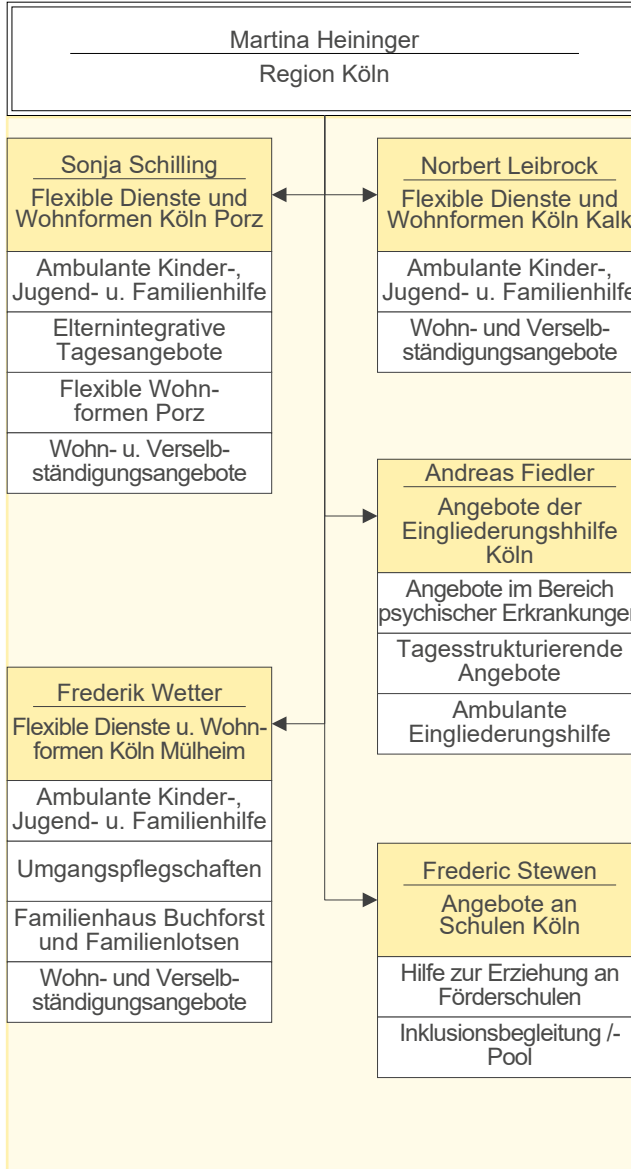 Martina Heininger
Region Köln
Sonja Schilling
Flexible Dienste und
Wohnformen Köln Porz
Ambulante Kinder-,
Jugend- u. Familienhilfe
Elternintegrative
Tagesangebote
Flexible Wohn-
formen Porz
Wohn- u. Verselb-
ständigungsangebote
Norbert Leibrock
Flexible Dienste und
Wohnformen Köln Kalk
Ambulante Kinder-,
Jugend- u. Familienhilfe
Wohn- und Verselb-
ständigungsangebote
Andreas Fiedler
Angebote der
Eingliederungshhilfe
Köln
Angebote im Bereich
psychischer Erkrankungen
Tagesstrukturierende
Angebote
Ambulante
Eingliederungshilfe
Frederik Wetter
Flexible Dienste u. Wohn-
formen Köln Mülheim
Ambulante Kinder-,
Jugend- u. Familienhilfe
Umgangspflegschaften
Familienhaus Buchforst
und Familienlotsen
Wohn- und Verselb-
ständigungsangebote
Frederic Stewen
Angebote an
Schulen Köln
Hilfe zur Erziehung an
Förderschulen
Inklusionsbegleitung /-
Pool